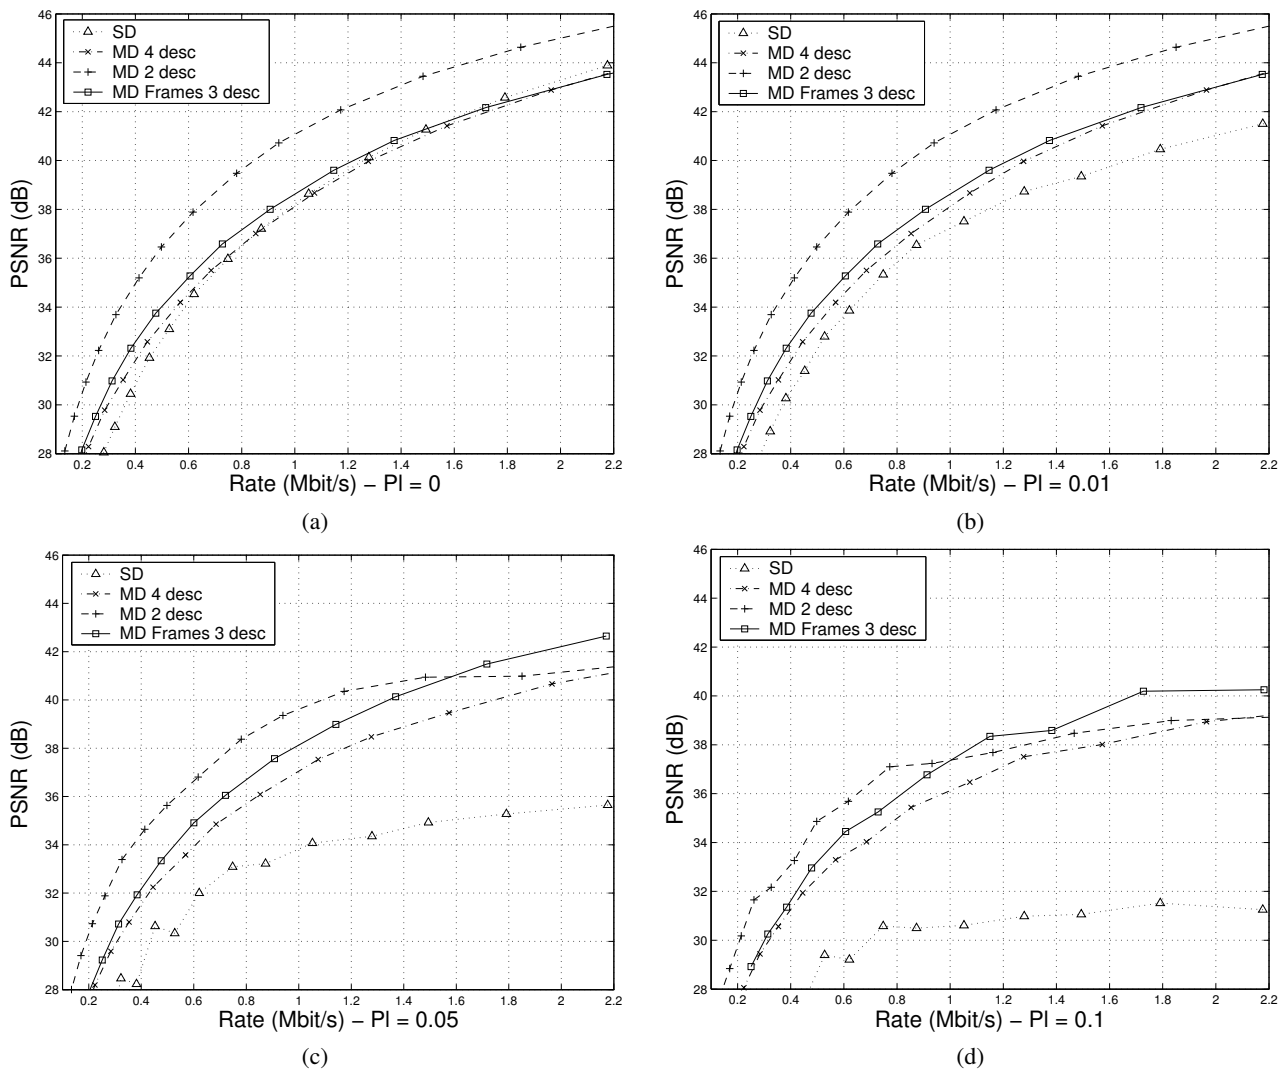 46
44
42
40
38
36
34
32
30
28
PSNR (dB)
SD
MD 4 desc
MD 2 desc
MD Frames 3 desc
0.2 0.4 0.6 0.8 1 1.2 1.4 1.6 1.8 2 2.2
Rate (Mbit/s) − Pl = 0
(a)
46
44
42
40
38
36
34
32
30
28
PSNR (dB)
SD
MD 4 desc
MD 2 desc
MD Frames 3 desc
0.2 0.4 0.6 0.8 1 1.2 1.4 1.6 1.8 2 2.2
Rate (Mbit/s) − Pl = 0.01
(b)
46
44
42
40
38
36
34
32
30
28
PSNR (dB)
SD
MD 4 desc
MD 2 desc
MD Frames 3 desc
0.2 0.4 0.6 0.8 1 1.2 1.4 1.6 1.8 2 2.2
Rate (Mbit/s) − Pl = 0.05
(c)
46
44
42
40
38
36
34
32
30
28
PSNR (dB)
SD
MD 4 desc
MD 2 desc
MD Frames 3 desc
0.2 0.4 0.6 0.8 1 1.2 1.4 1.6 1.8 2 2.2
Rate (Mbit/s) − Pl = 0.1
(d)